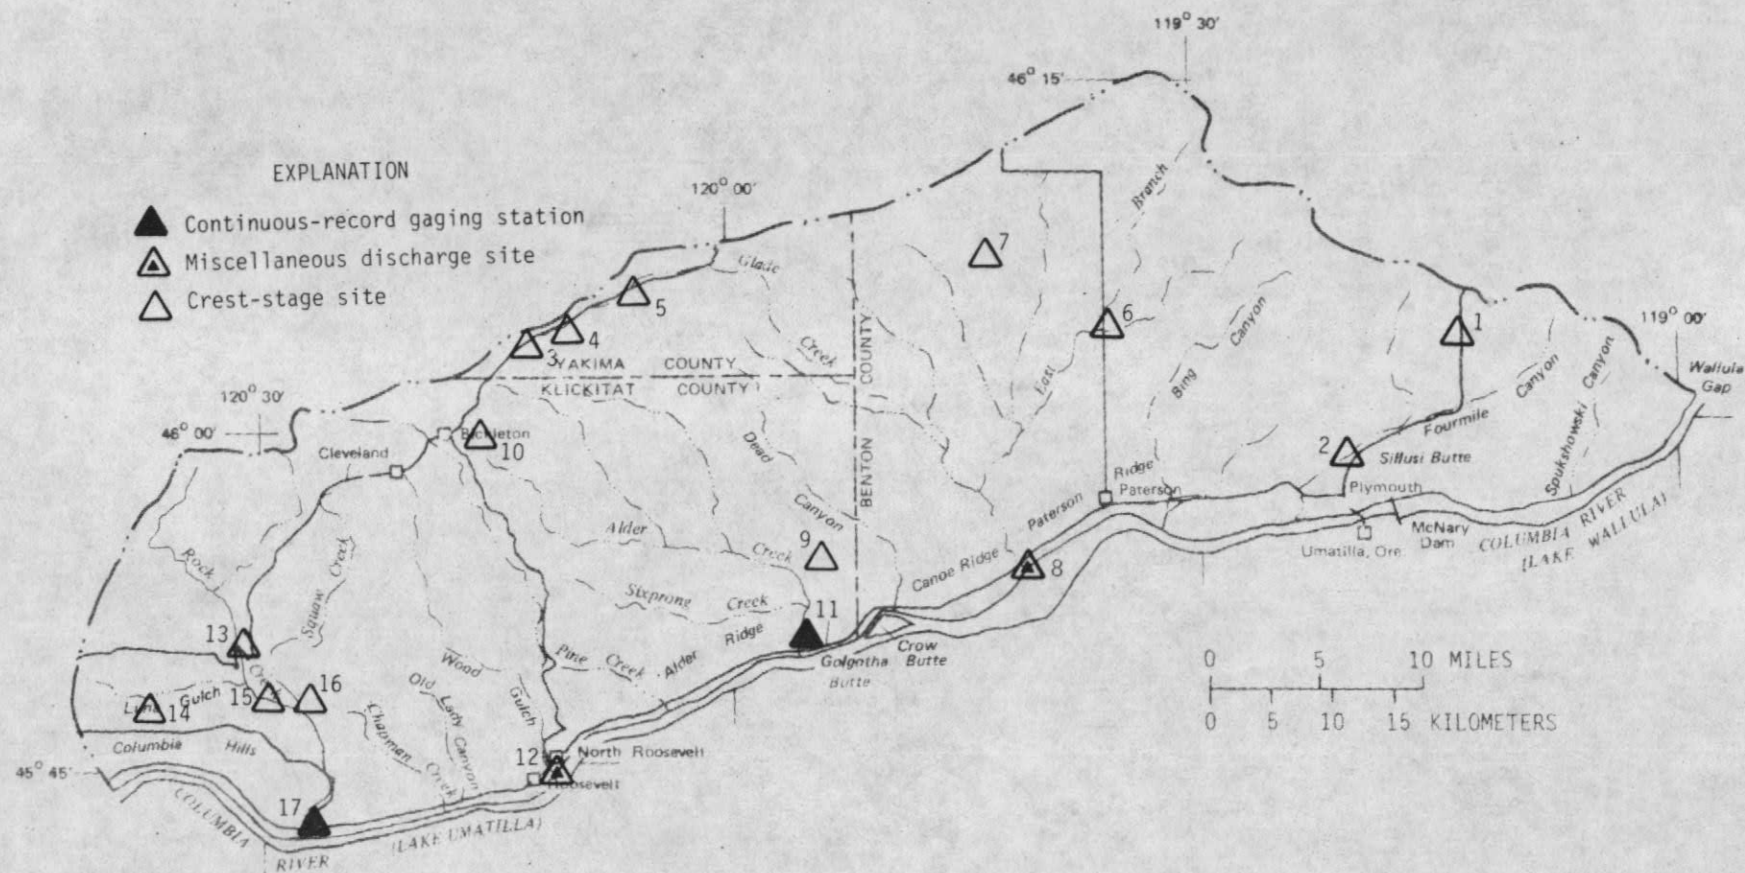 119° 30'
46° 15'
EXPLANATION
Continuous-record gaging station
Miscellaneous discharge site
Crest-stage site
120° 00'
Branch
Glade
7
5
4
3
6
1
119° 00'
YAKIMA COUNTY
KLICKITAT COUNTY
Creek
BENTON COUNTY
East
Bing Canyon
Wallula
Gap
120° 30'
46° 00'
Bickleton
10
Cleveland
Dead
Canyon
Fourmile
Canyon
Spukshowski Canyon
2
Sillusi Butte
Ridge
Paterson
Paterson
Plymouth
McNary
Dam
Umatilla, Ore.
COLUMBIA RIVER
(LAKE WALLULA)
Alder
Creek
9
Canoe Ridge
8
Rock
Creek
Squaw Creek
Sixprong
Creek
11
13
Pine Creek
Alder Ridge
Golgotha
Butte
Crow
Butte
0 5 10 MILES
0 5 10 15 KILOMETERS
Wood
Gulch
Old Lady Canyon
Chapman
Creek
Gulch
14
15
16
Columbia Hills
45° 45'
12
North Roosevelt
Roosevelt
17
COLUMBIA
RIVER
(LAKE UMATILLA)